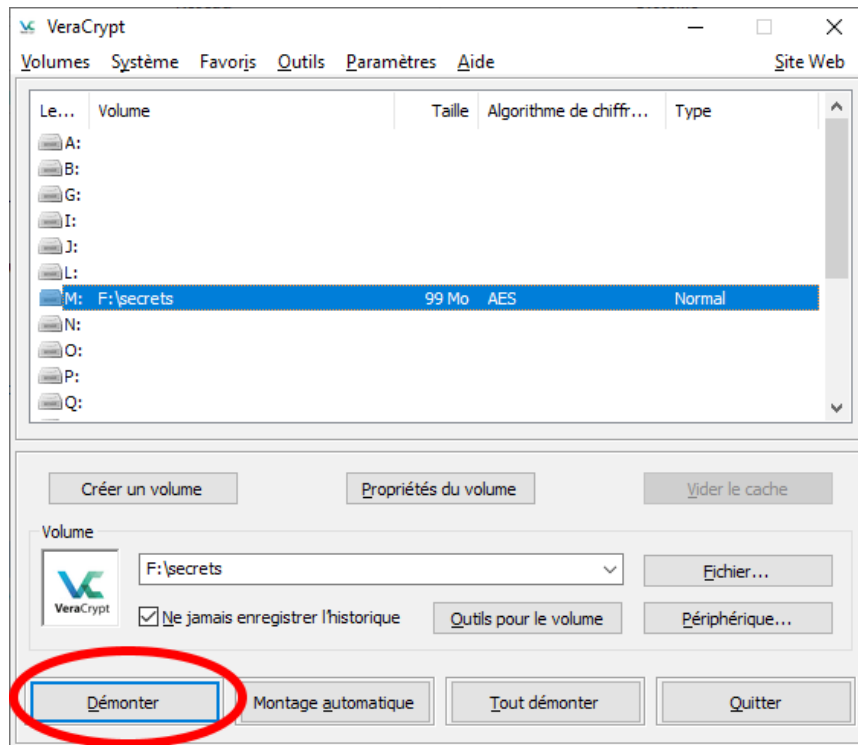 VeraCrypt
Volumes Système Favoris Outils Paramètres Aide Site Web
Le... Volume Taille Algorithme de chiffr... Type
A:
B:
G:
I:
J:
L:
M: F:\secrets 99 Mo AES Normal
N:
O:
P:
Q:
Créer un volume Propriétés du volume Vider le cache
Volume
F:\secrets Fichier...
VeraCrypt
Ne jamais enregistrer l'historique Outils pour le volume Périphérique...
Démonter Montage automatique Tout démonter Quitter